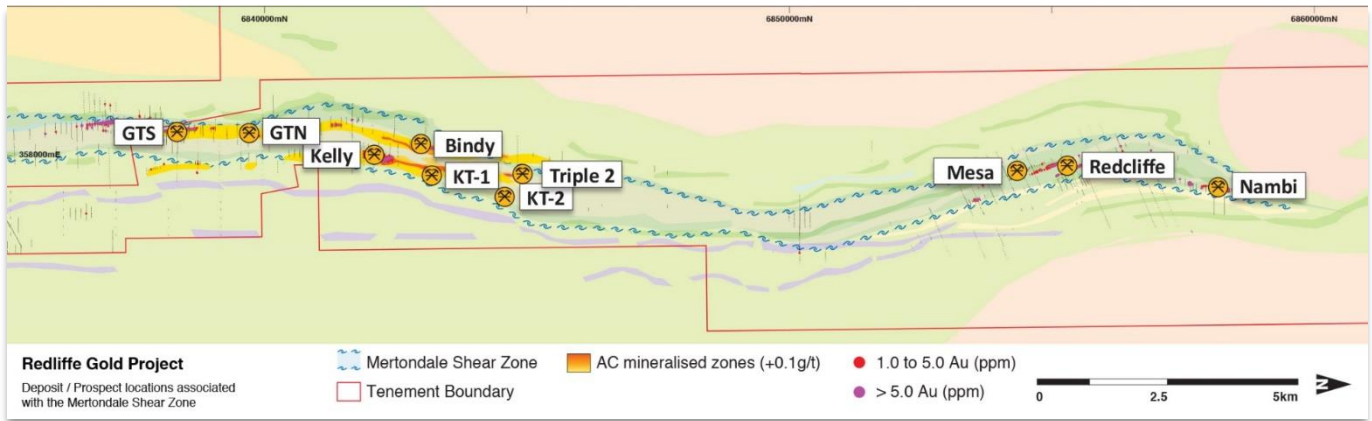 6840000mN
6850000mN
6860000mN
358000mE
GTS
GTN
Bindy
Kelly
KT-1
Triple 2
KT-2
Mesa
Redcliffe
Nambi
Redliffe Gold Project
Deposit / Prospect locations associated
with the Mertondale Shear Zone
Mertondale Shear Zone
Tenement Boundary
AC mineralised zones (+0.1g/t)
1.0 to 5.0 Au (ppm)
> 5.0 Au (ppm)
0 2.5 5km
N